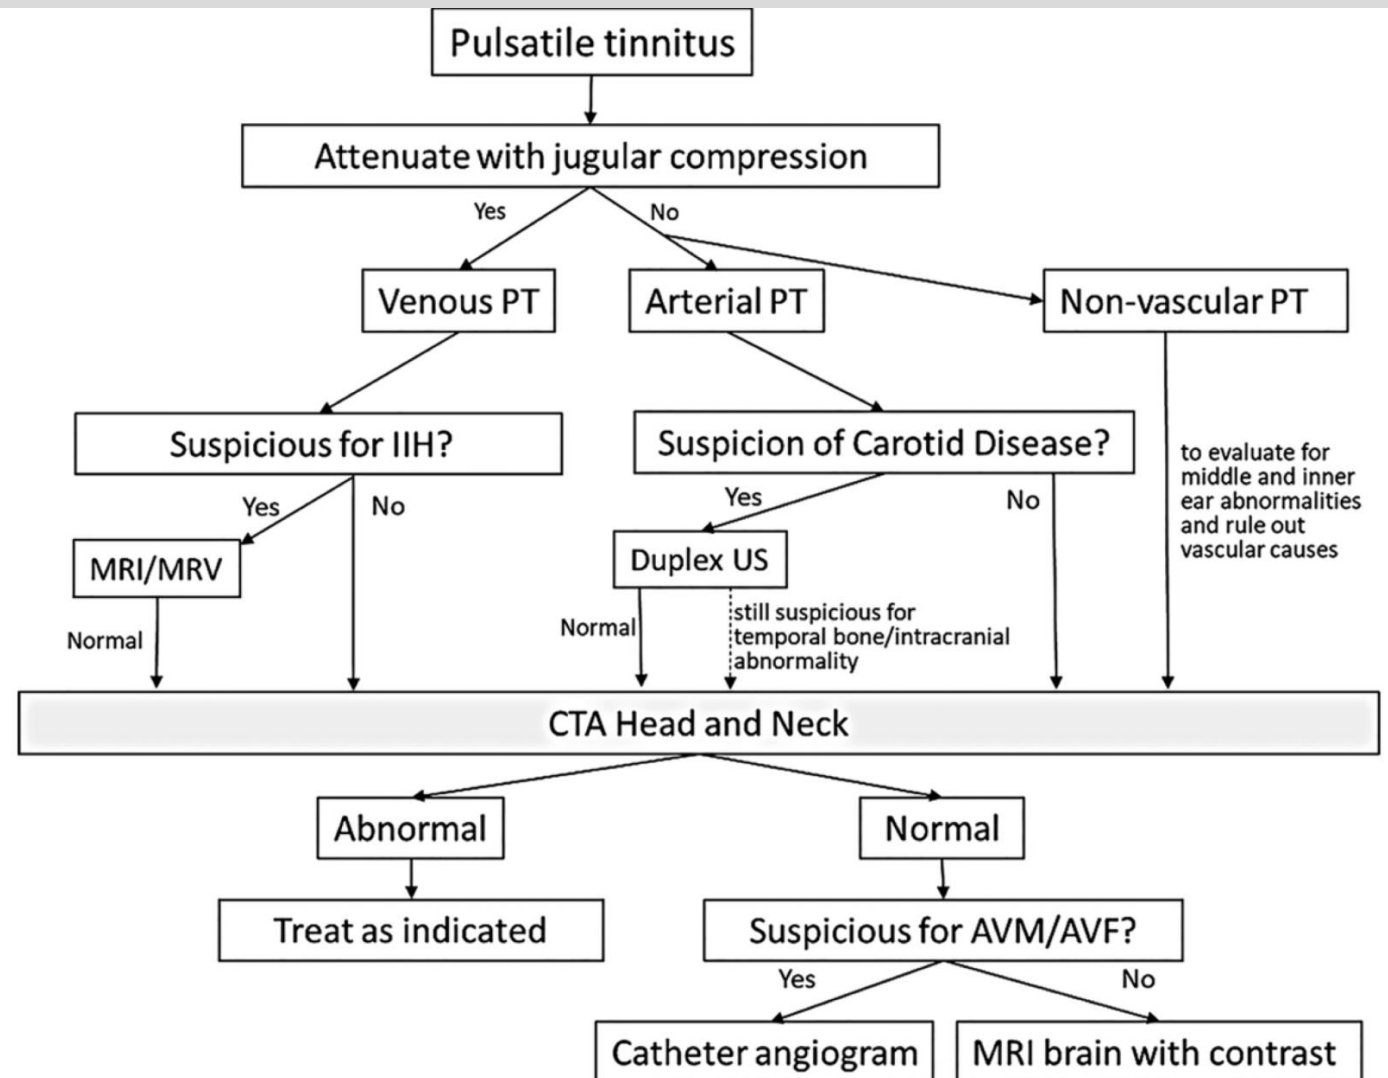 Pulsatile tinnitus
Attenuate with jugular compression
Yes
No
Venous PT
Arterial PT
Non-vascular PT
Suspicious for IIH?
Suspicion of Carotid Disease?
to evaluate for
middle and inner
ear abnormalities
and rule out
vascular causes
Yes
No
Yes
No
MRI/MRV
Duplex US
Normal
Normal
still suspicious for
temporal bone/intracranial
abnormality
CTA Head and Neck
Abnormal
Normal
Treat as indicated
Suspicious for AVM/AVF?
Yes
No
Catheter angiogram
MRI brain with contrast